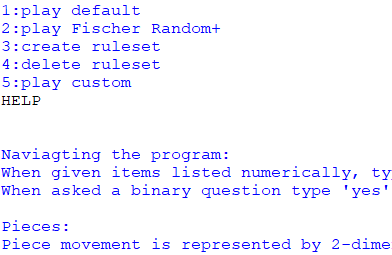 1:play default
2:play Fischer Random+
3:create ruleset
4:delete ruleset
5:play custom
HELP
Naviagting the program:
When given items listed numerically, ty
When asked a binary question type 'yes'
Pieces:
Piece movement is represented by 2-dime